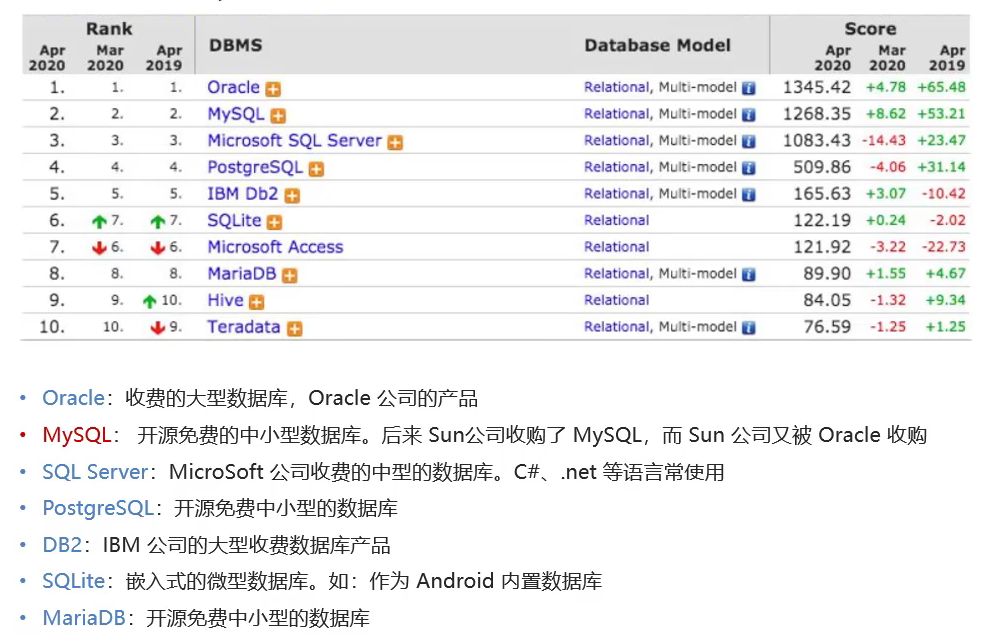 Rank Score
Apr 2020 Mar 2020 Apr 2019 DBMS Database Model Apr 2020 Mar 2020 Apr 2019
1. 1. 1. Oracle Relational, Multi-model 1345.42 +4.78 +65.48
2. 2. 2. MySQL Relational, Multi-model 1268.35 +8.62 +53.21
3. 3. 3. Microsoft SQL Server Relational, Multi-model 1083.43 -14.43 +23.47
4. 4. 4. PostgreSQL Relational, Multi-model 509.86 -4.06 +31.14
5. 5. 5. IBM Db2 Relational, Multi-model 165.63 +3.07 -10.42
6. 7. 7. SQLite Relational 122.19 +0.24 -2.02
7. 6. 6. Microsoft Access Relational 121.92 -3.22 -22.73
8. 8. 8. MariaDB Relational, Multi-model 89.90 +1.55 +4.67
9. 9. 10. Hive Relational 84.05 -1.32 +9.34
10. 10. 9. Teradata Relational, Multi-model 76.59 -1.25 +1.25
• Oracle：收费的大型数据库，Oracle 公司的产品
• MySQL： 开源免费的中小型数据库。后来 Sun公司收购了 MySQL，而 Sun 公司又被 Oracle 收购
• SQL Server：MicroSoft 公司收费的中型的数据库。C#、.net 等语言常使用
• PostgreSQL：开源免费中小型的数据库
• DB2：IBM 公司的大型收费数据库产品
• SQLite：嵌入式的微型数据库。如：作为 Android 内置数据库
• MariaDB：开源免费中小型的数据库